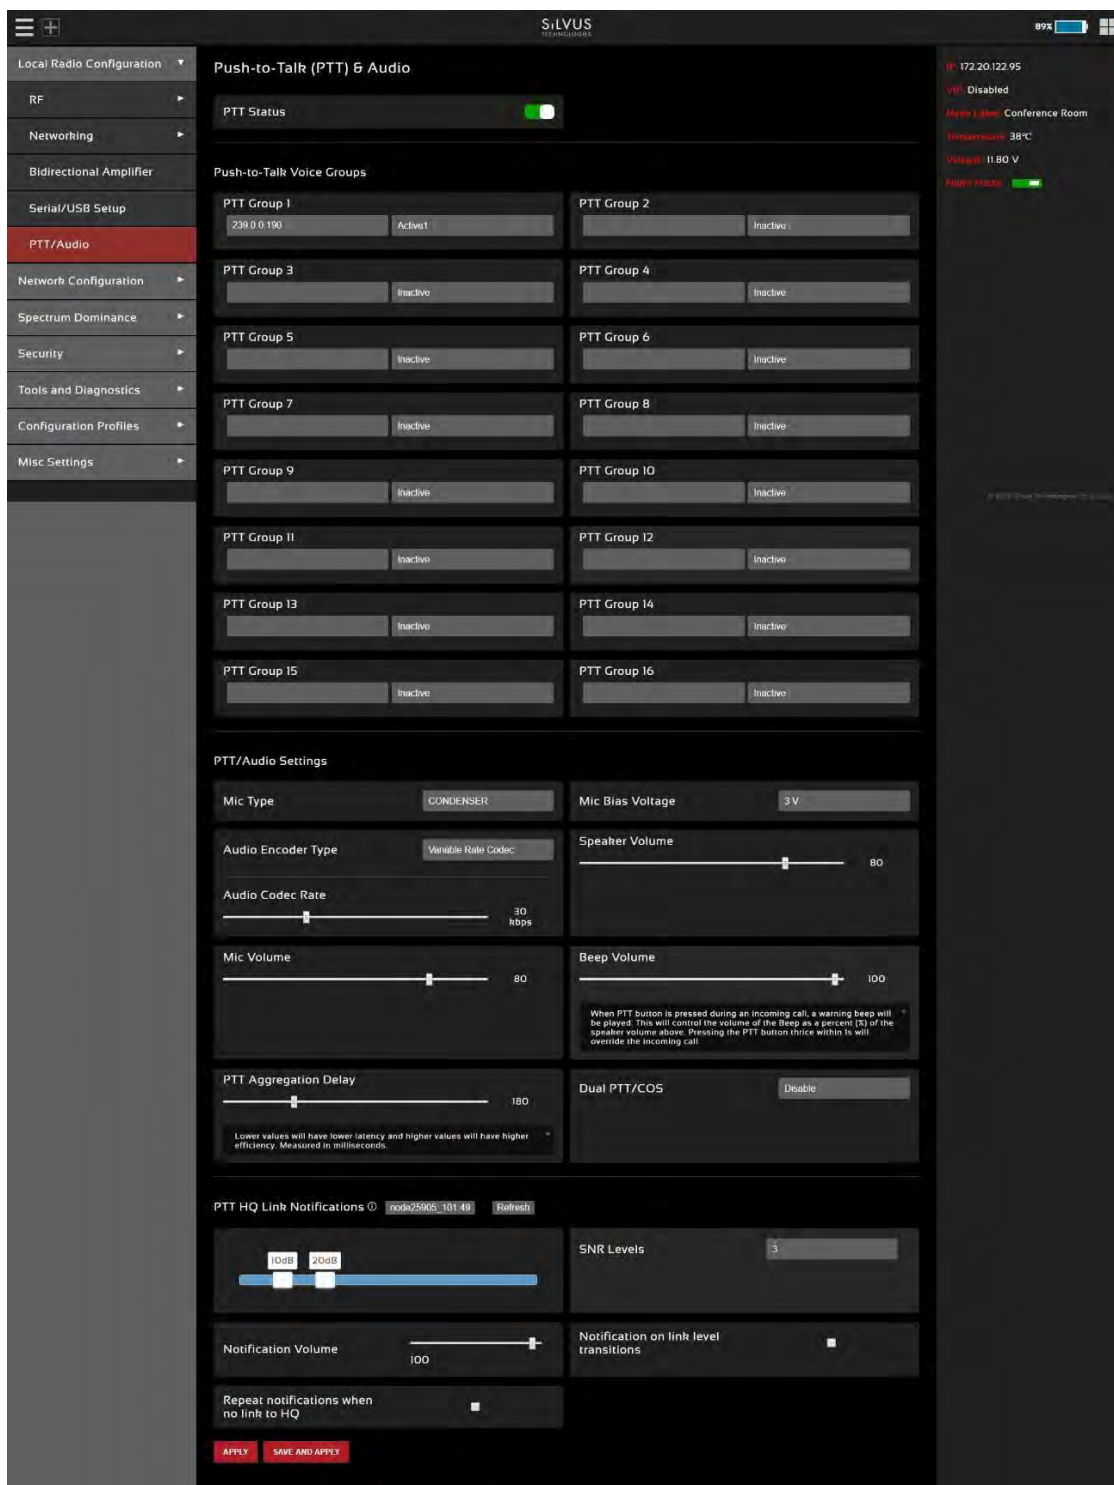 SiLVUS
TECHNOLOGIES
89%
Local Radio Configuration
RF
Networking
Bidirectional Amplifier
Serial/USB Setup
PTT/Audio
Network Configuration
Spectrum Dominance
Security
Tools and Diagnostics
Configuration Profiles
Misc Settings
Push-to-Talk (PTT) & Audio
PTT Status
Push-to-Talk Voice Groups
PTT Group 1
239.0.0.190 Active1
PTT Group 2
Inactive
PTT Group 3
Inactive
PTT Group 4
Inactive
PTT Group 5
Inactive
PTT Group 6
Inactive
PTT Group 7
Inactive
PTT Group 8
Inactive
PTT Group 9
Inactive
PTT Group 10
Inactive
PTT Group 11
Inactive
PTT Group 12
Inactive
PTT Group 13
Inactive
PTT Group 14
Inactive
PTT Group 15
Inactive
PTT Group 16
Inactive
PTT/Audio Settings
Mic Type CONDENSER
Mic Bias Voltage 3 V
Audio Encoder Type Variable Rate Codec
Audio Codec Rate
30
kbps
Speaker Volume
80
Mic Volume
80
Beep Volume
100
When PTT button is pressed during an incoming call, a warning beep will
be played. This will control the volume of the Beep as a percent (%) of the
speaker volume above. Pressing the PTT button thrice within 1s will
override the incoming call
PTT Aggregation Delay
180
Lower values will have lower latency and higher values will have higher
efficiency. Measured in milliseconds.
Dual PTT/COS Disable
PTT HQ Link Notifications node25905_101.49 Refresh
10dB 20dB
SNR Levels 3
Notification Volume
100
Notification on link level
transitions
Repeat notifications when
no link to HQ
APPLY SAVE AND APPLY
IP: 172.20.122.95
VIP: Disabled
Node Label: Conference Room
Temperature: 38°C
Voltage: 11.80 V
Night Mode: